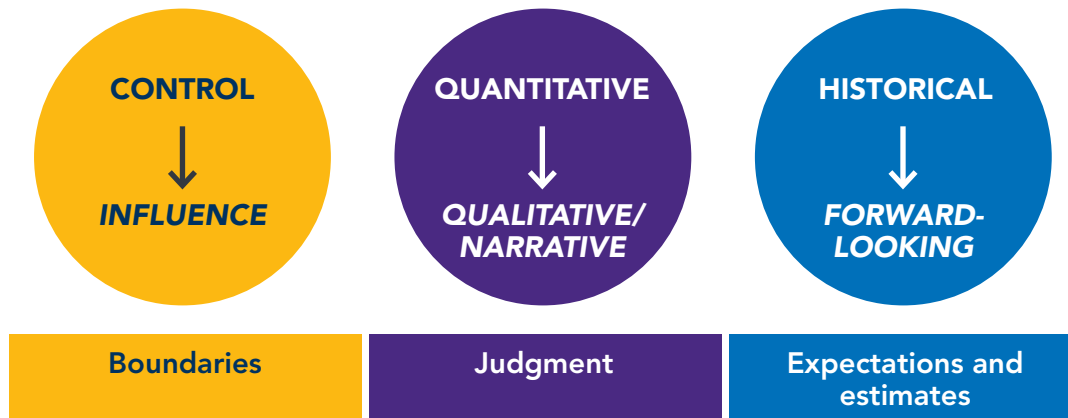 CONTROL
INFLUENCE
QUANTITATIVE
QUALITATIVE/
NARRATIVE
HISTORICAL
FORWARD-
LOOKING
Boundaries
Judgment
Expectations and
estimates